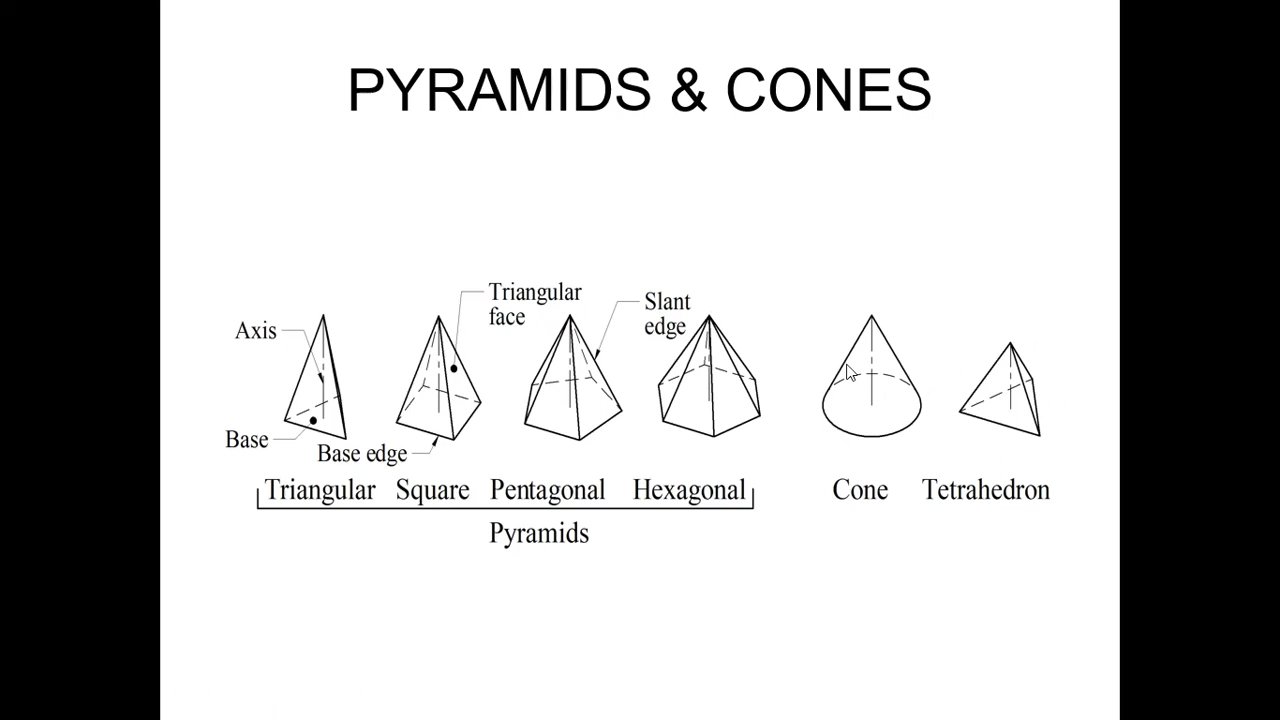 PYRAMIDS & CONES
Triangular
face
Slant
edge
Axis
Base
Base edge
Triangular Square Pentagonal Hexagonal Cone Tetrahedron
Pyramids